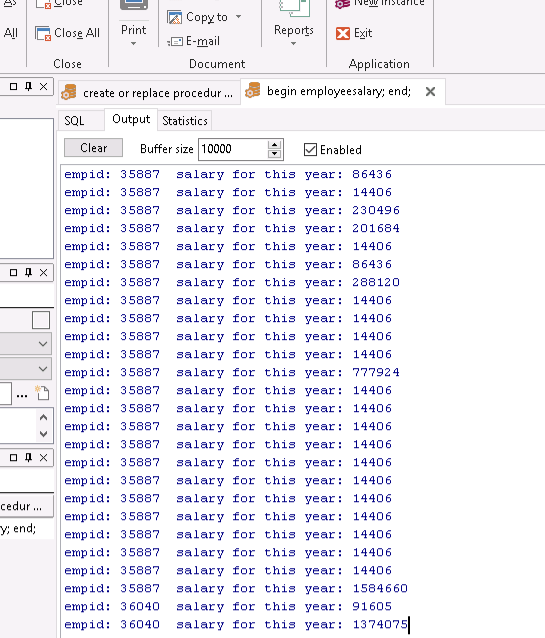 As
Close
Copy to
New Instance
All
Close All
Print
E-mail
Reports
Exit
Close
Document
Application
create or replace procedur ...
begin employeesalary; end;
SQL
Output
Statistics
Clear
Buffer size
10000
Enabled
empid: 35887 salary for this year: 86436
empid: 35887 salary for this year: 14406
empid: 35887 salary for this year: 230496
empid: 35887 salary for this year: 201684
empid: 35887 salary for this year: 14406
empid: 35887 salary for this year: 86436
empid: 35887 salary for this year: 288120
empid: 35887 salary for this year: 14406
empid: 35887 salary for this year: 14406
empid: 35887 salary for this year: 14406
empid: 35887 salary for this year: 14406
empid: 35887 salary for this year: 777924
empid: 35887 salary for this year: 14406
empid: 35887 salary for this year: 14406
empid: 35887 salary for this year: 14406
empid: 35887 salary for this year: 14406
empid: 35887 salary for this year: 14406
empid: 35887 salary for this year: 14406
empid: 35887 salary for this year: 14406
empid: 35887 salary for this year: 14406
empid: 35887 salary for this year: 14406
empid: 35887 salary for this year: 14406
empid: 35887 salary for this year: 14406
empid: 35887 salary for this year: 1584660
empid: 36040 salary for this year: 91605
empid: 36040 salary for this year: 1374075
...
cedur ...
y; end;